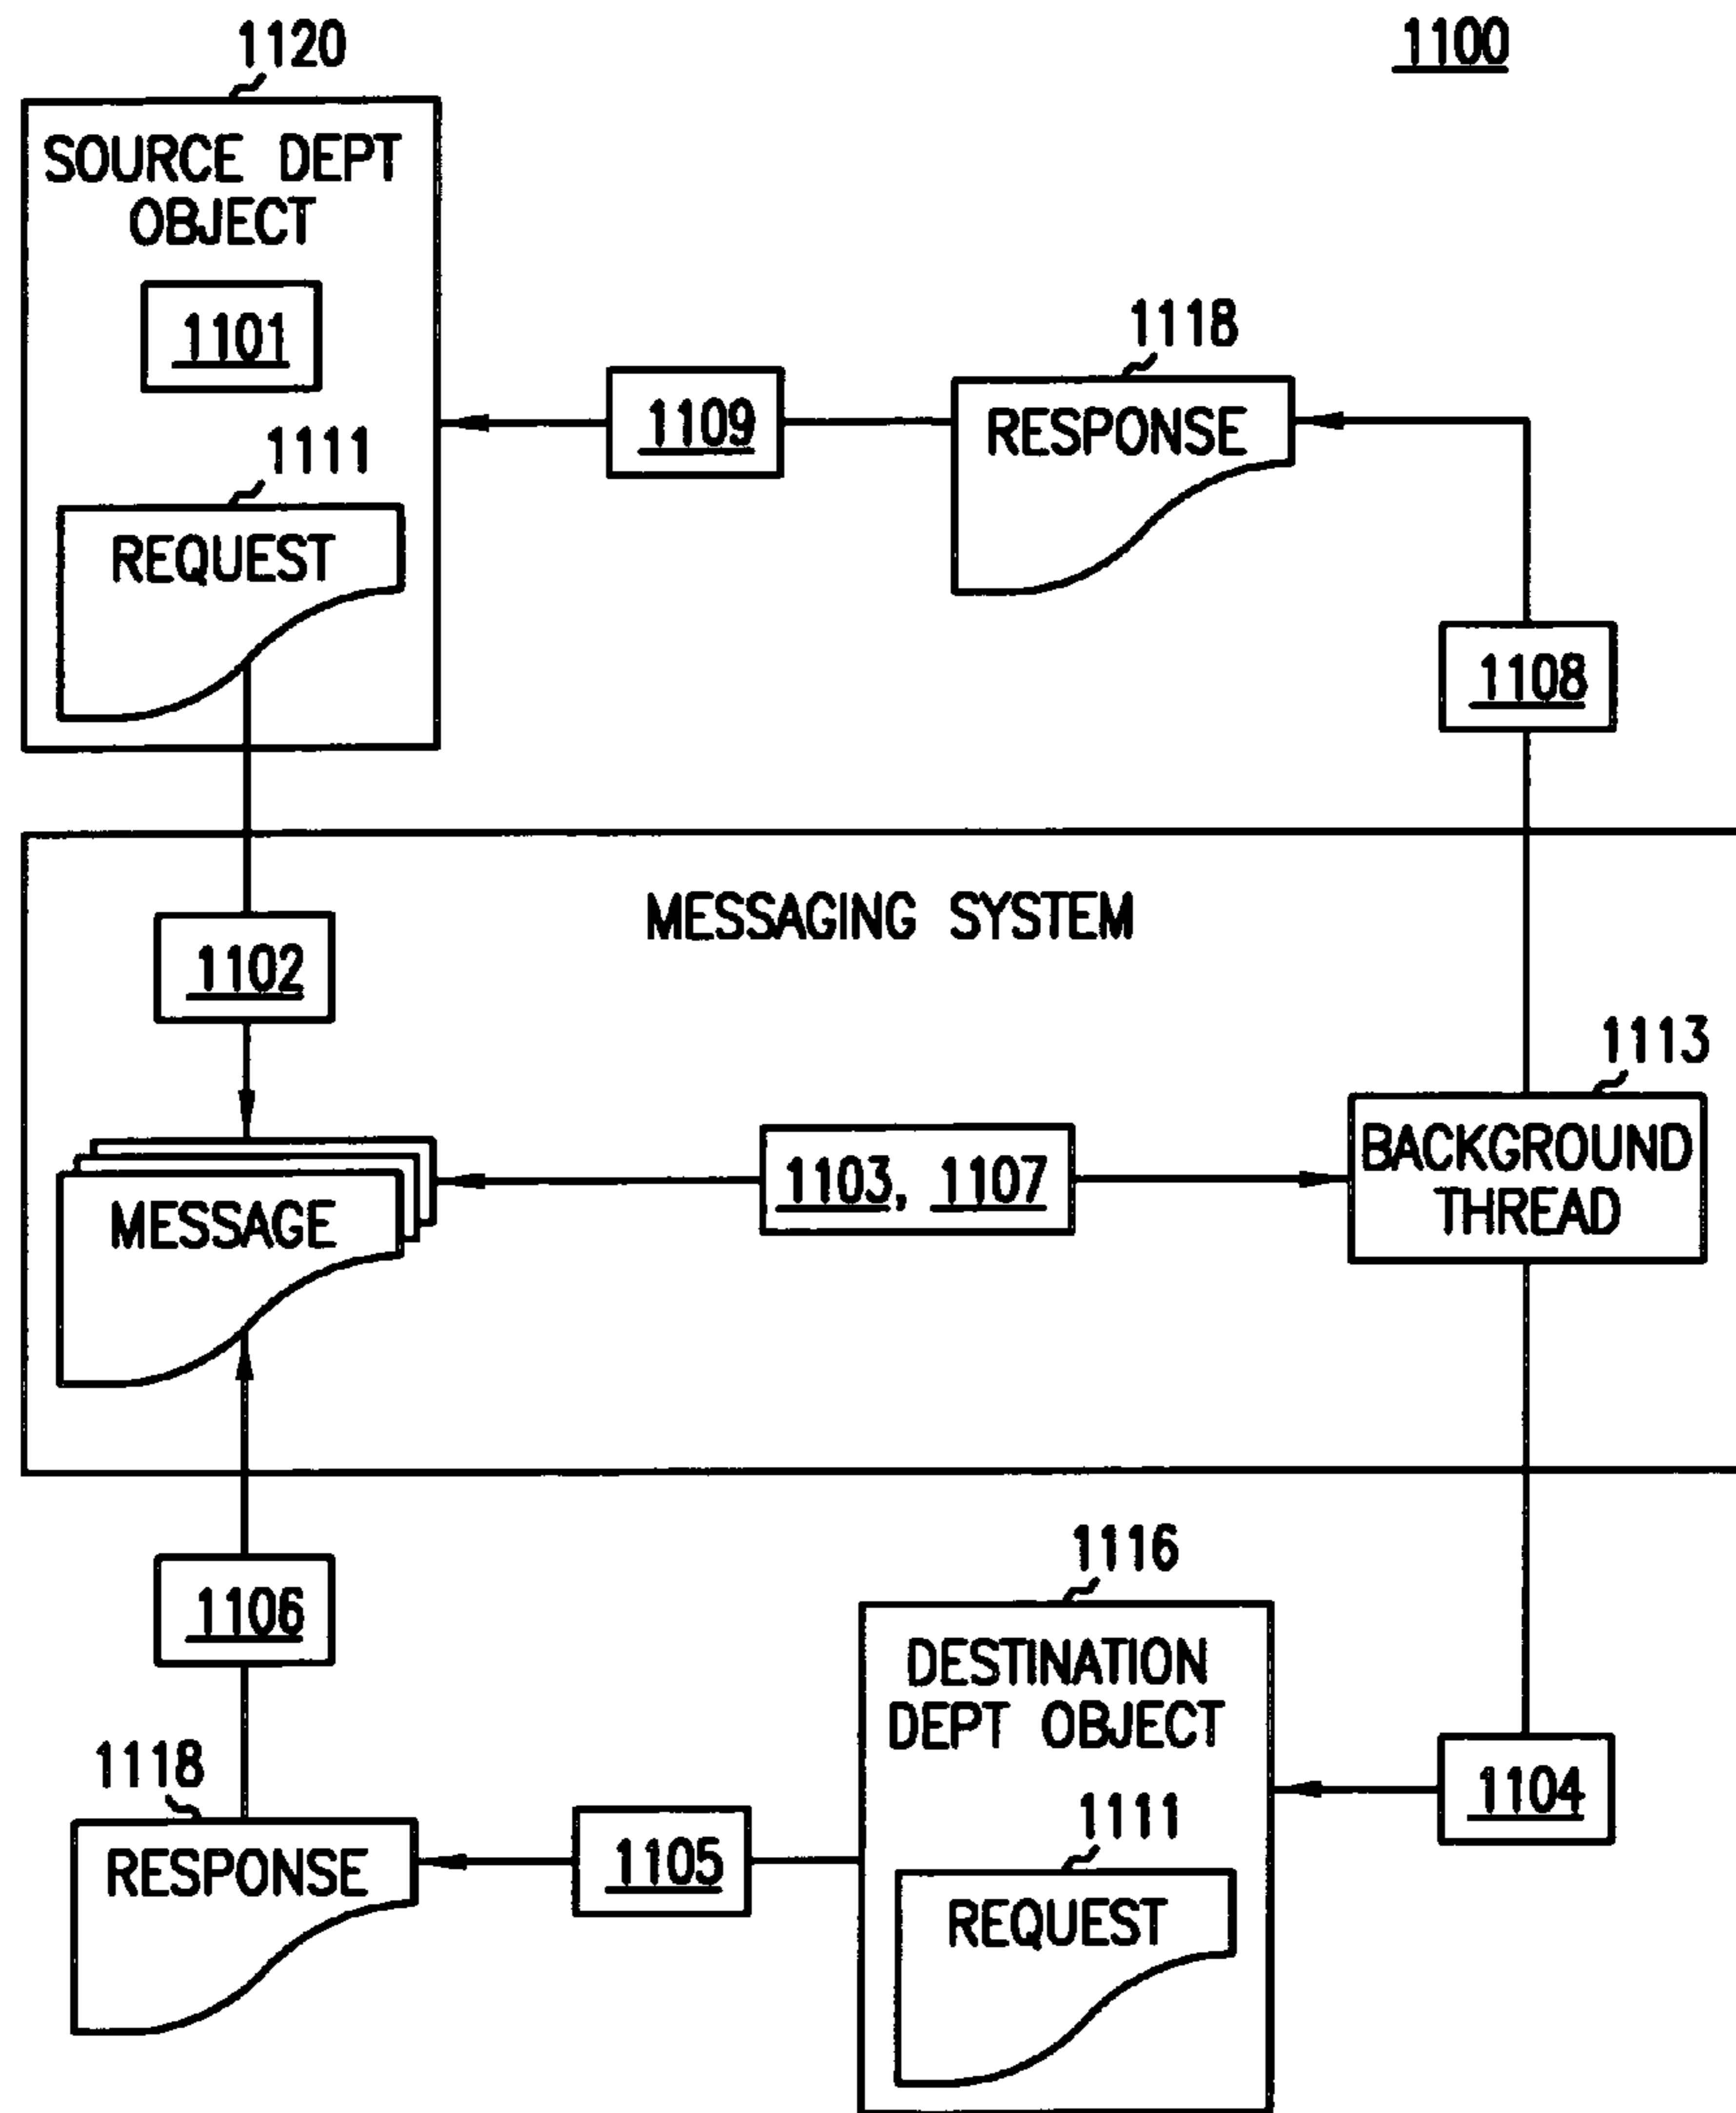 1120
1100
SOURCE DEPT
OBJECT
1101
1118
1109
RESPONSE
1111
REQUEST
1108
MESSAGING SYSTEM
1102
1113
BACKGROUND
THREAD
1103, 1107
MESSAGE
1116
1106
DESTINATION
DEPT OBJECT
1118
1104
1111
RESPONSE
1105
REQUEST